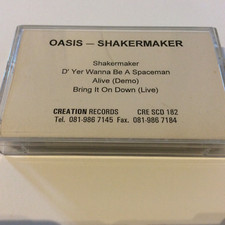 OASIS — SHAKERMAKER
Shakermaker
D' Yer Wanna Be A Spaceman
Alive (Demo)
Bring It On Down (Live)
CREATION RECORDS CRE SCD 182
Tel. 081-986 7145 Fax. 081-986 7184